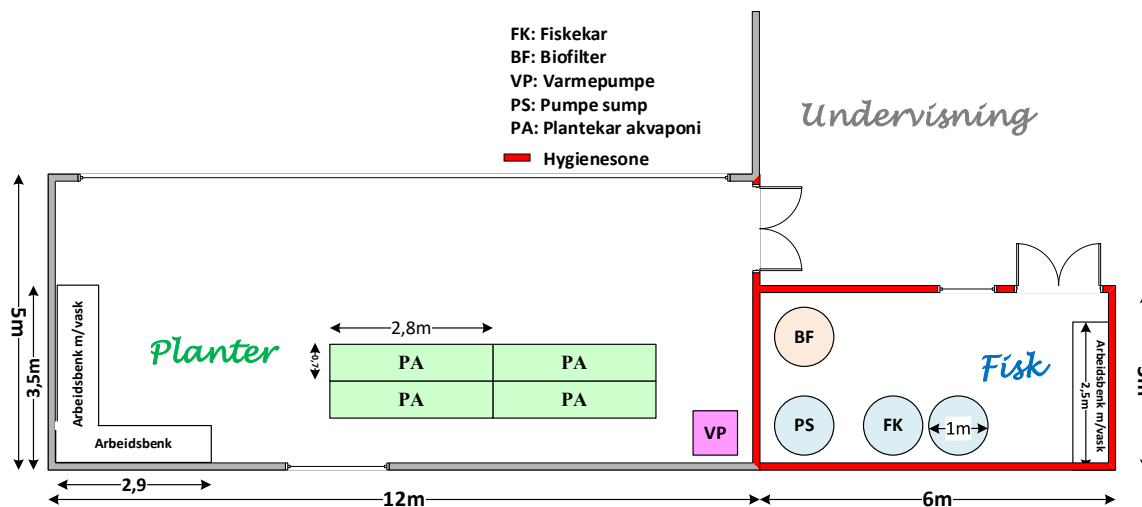 FK: Fiskekar
BF: Biofilter
VP: Varmepumpe
PS: Pumpe sump
PA: Plantekar akvaponi
Hygienesone
Undervisning
5m
3,5m
Arbeidsbenk m/vask
Arbeidsbenk
2,9
Planter
2,8m
0,7
PA
PA
PA
PA
VP
12m
BF
PS
FK
1m
Fisk
Arbeidsbenk m/vask
2,5m
6m